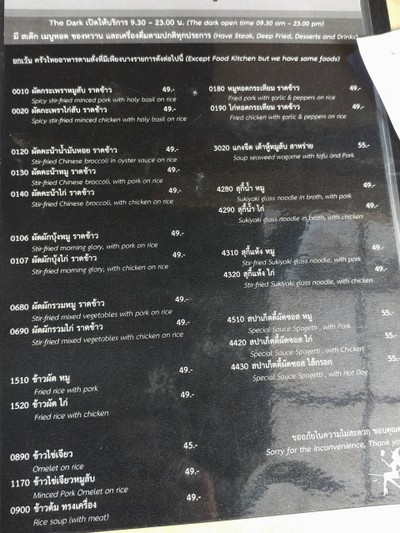 The Dark เปิดให้บริการ 9.30 – 23.00 น. (The dark open time 09.30 am - 23.00 pm)
มี สเต็ก เมนูทอด ของหวาน และเครื่องดื่มตามปกติทุกประการ (Have Steak, Deep Fried, Desserts and Drinks)
ยกเว้น ครัวไทยอาหารตามสั่งที่มีเพียงบางรายการดังต่อไปนี้ (Except Food Kitchen but we have some foods)
0010 ผัดกระเพราหมูสับ ราดข้าว 49.-
Spicy stir-fried minced pork with holy basil on rice
0020 ผัดกะเพราไก่สับ ราดข้าว 49.-
Spicy stir-fried minced chicken with holy basil on rice
0120 ผัดคะน้าน้ำมันหอย ราดข้าว 49.-
Stir-fried Chinese broccoli in oyster sauce on rice
0130 ผัดคะน้าหมู ราดข้าว 49.-
Stir-fried Chinese broccoli, with pork on rice
0140 ผัดคะน้าไก่ ราดข้าว 49.-
Stir-fried Chinese broccoli, with chicken on rice
0106 ผัดผักบุ้งหมู ราดข้าว 49.-
Stir-fried morning glory, with pork on rice
0107 ผัดผักบุ้งไก่ ราดข้าว 49.-
Stir-fried morning glory, with chicken on rice
0680 ผัดผักรวมหมู ราดข้าว 49.-
Stir-fried mixed vegetables with pork on rice
0690 ผัดผักรวมไก่ ราดข้าว 49.-
Stir-fried mixed vegetables with chicken on rice
1510 ข้าวผัด หมู 49.-
Fried rice with pork
1520 ข้าวผัด ไก่ 49.-
Fried rice with chicken
0890 ข้าวไข่เจียว 45.-
Omelet on rice
1170 ข้าวไข่เจียวหมูสับ 49.-
Minced Pork Omelet on rice
0900 ข้าวต้ม ทรงเครื่อง 49.-
Rice soup (with meat)
0180 หมูทอดกระเทียม ราดข้าว 49.-
Fried pork with garlic & peppers on rice
0190 ไก่ทอดกระเทียม ราดข้าว 49.-
Fried chicken with garlic & peppers on rice
3020 แกงจืด เต้าหู้หมูสับ สาหร่าย 55.-
Soup seaweed wagame with tofu and Pork
4280 สุกี้น้ำ หมู 49.-
Sukiyaki glass noodle in broth, with pork
4290 สุกี้น้ำ ไก่ 49.-
Sukiyaki glass noodle in broth, with chicken
4310 สุกี้แห้ง หมู 49.-
Stir-fried Sukiyaki glass noodle, with pork
4320 สุกี้แห้ง ไก่ 49.-
Stir-fried Sukiyaki glass noodle, with chicken
4510 สปาเก็ตตี้ผัดซอส หมู 55.-
Special Sauce Spagetti , with Pork
4420 สปาเก็ตตี้ผัดซอส ไก่ 55.-
Special Sauce Spagetti , with Chicken
4430 สปาเก็ตตี้ผัดซอส ไส้กรอก 55.-
Special Sauce Spagetti , with Hot Dog
ขออภัยในความไม่สะดวก ขอบคุณ
Sorry for the inconvenience, Thank